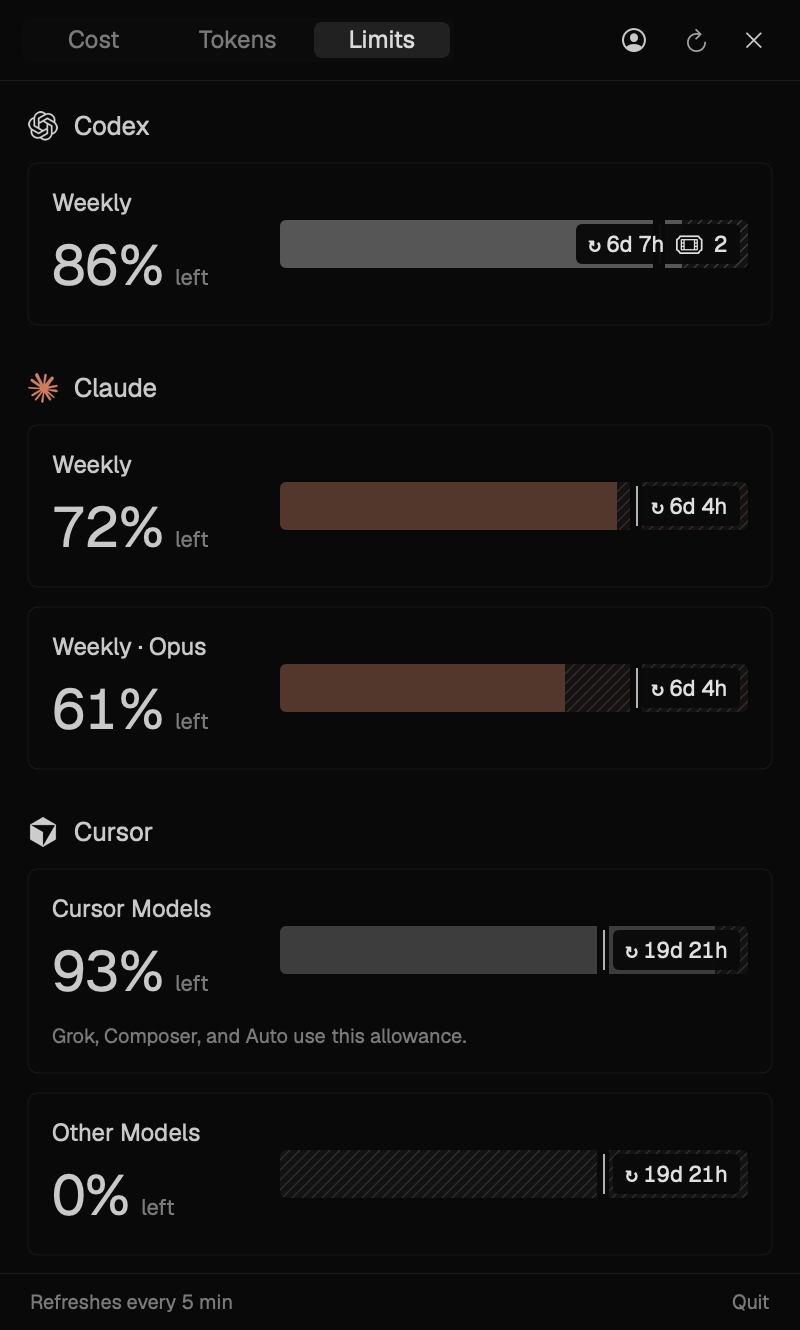 Cost Tokens Limits
Codex
Weekly
86% left
↻ 6d 7h 2
Claude
Weekly
72% left
↻ 6d 4h
Weekly · Opus
61% left
↻ 6d 4h
Cursor
Cursor Models
93% left
↻ 19d 21h
Grok, Composer, and Auto use this allowance.
Other Models
0% left
↻ 19d 21h
Refreshes every 5 min Quit